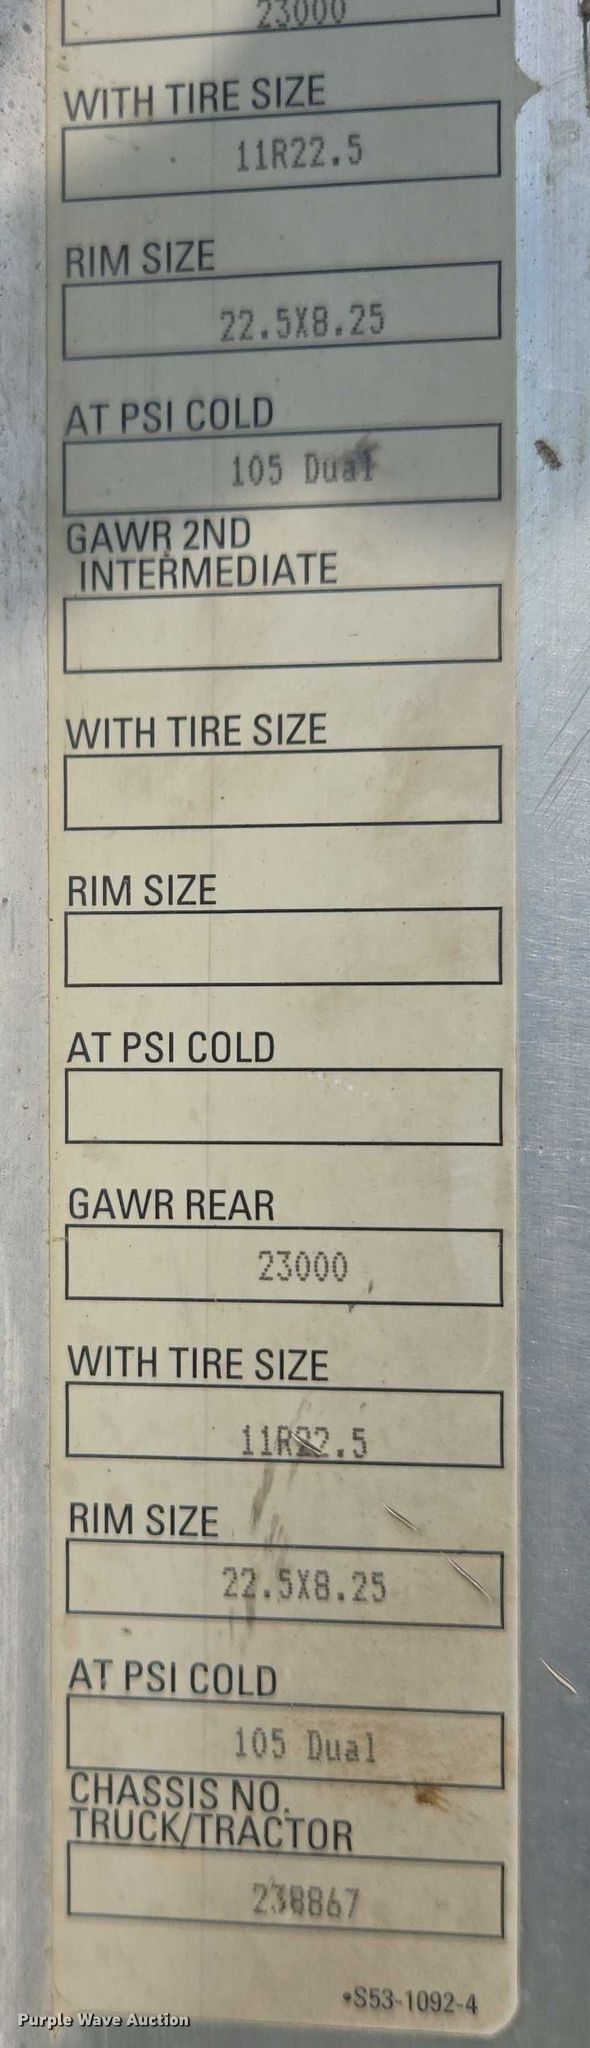 23000
WITH TIRE SIZE
11R22.5
RIM SIZE
22.5X8.25
AT PSI COLD
105 Dual
GAWR 2ND
INTERMEDIATE
WITH TIRE SIZE
RIM SIZE
AT PSI COLD
GAWR REAR
23000
WITH TIRE SIZE
11R22.5
RIM SIZE
22.5X8.25
AT PSI COLD
105 Dual
CHASSIS NO.
TRUCK/TRACTOR
238867
•S53-1092-4
Purple Wave Auction